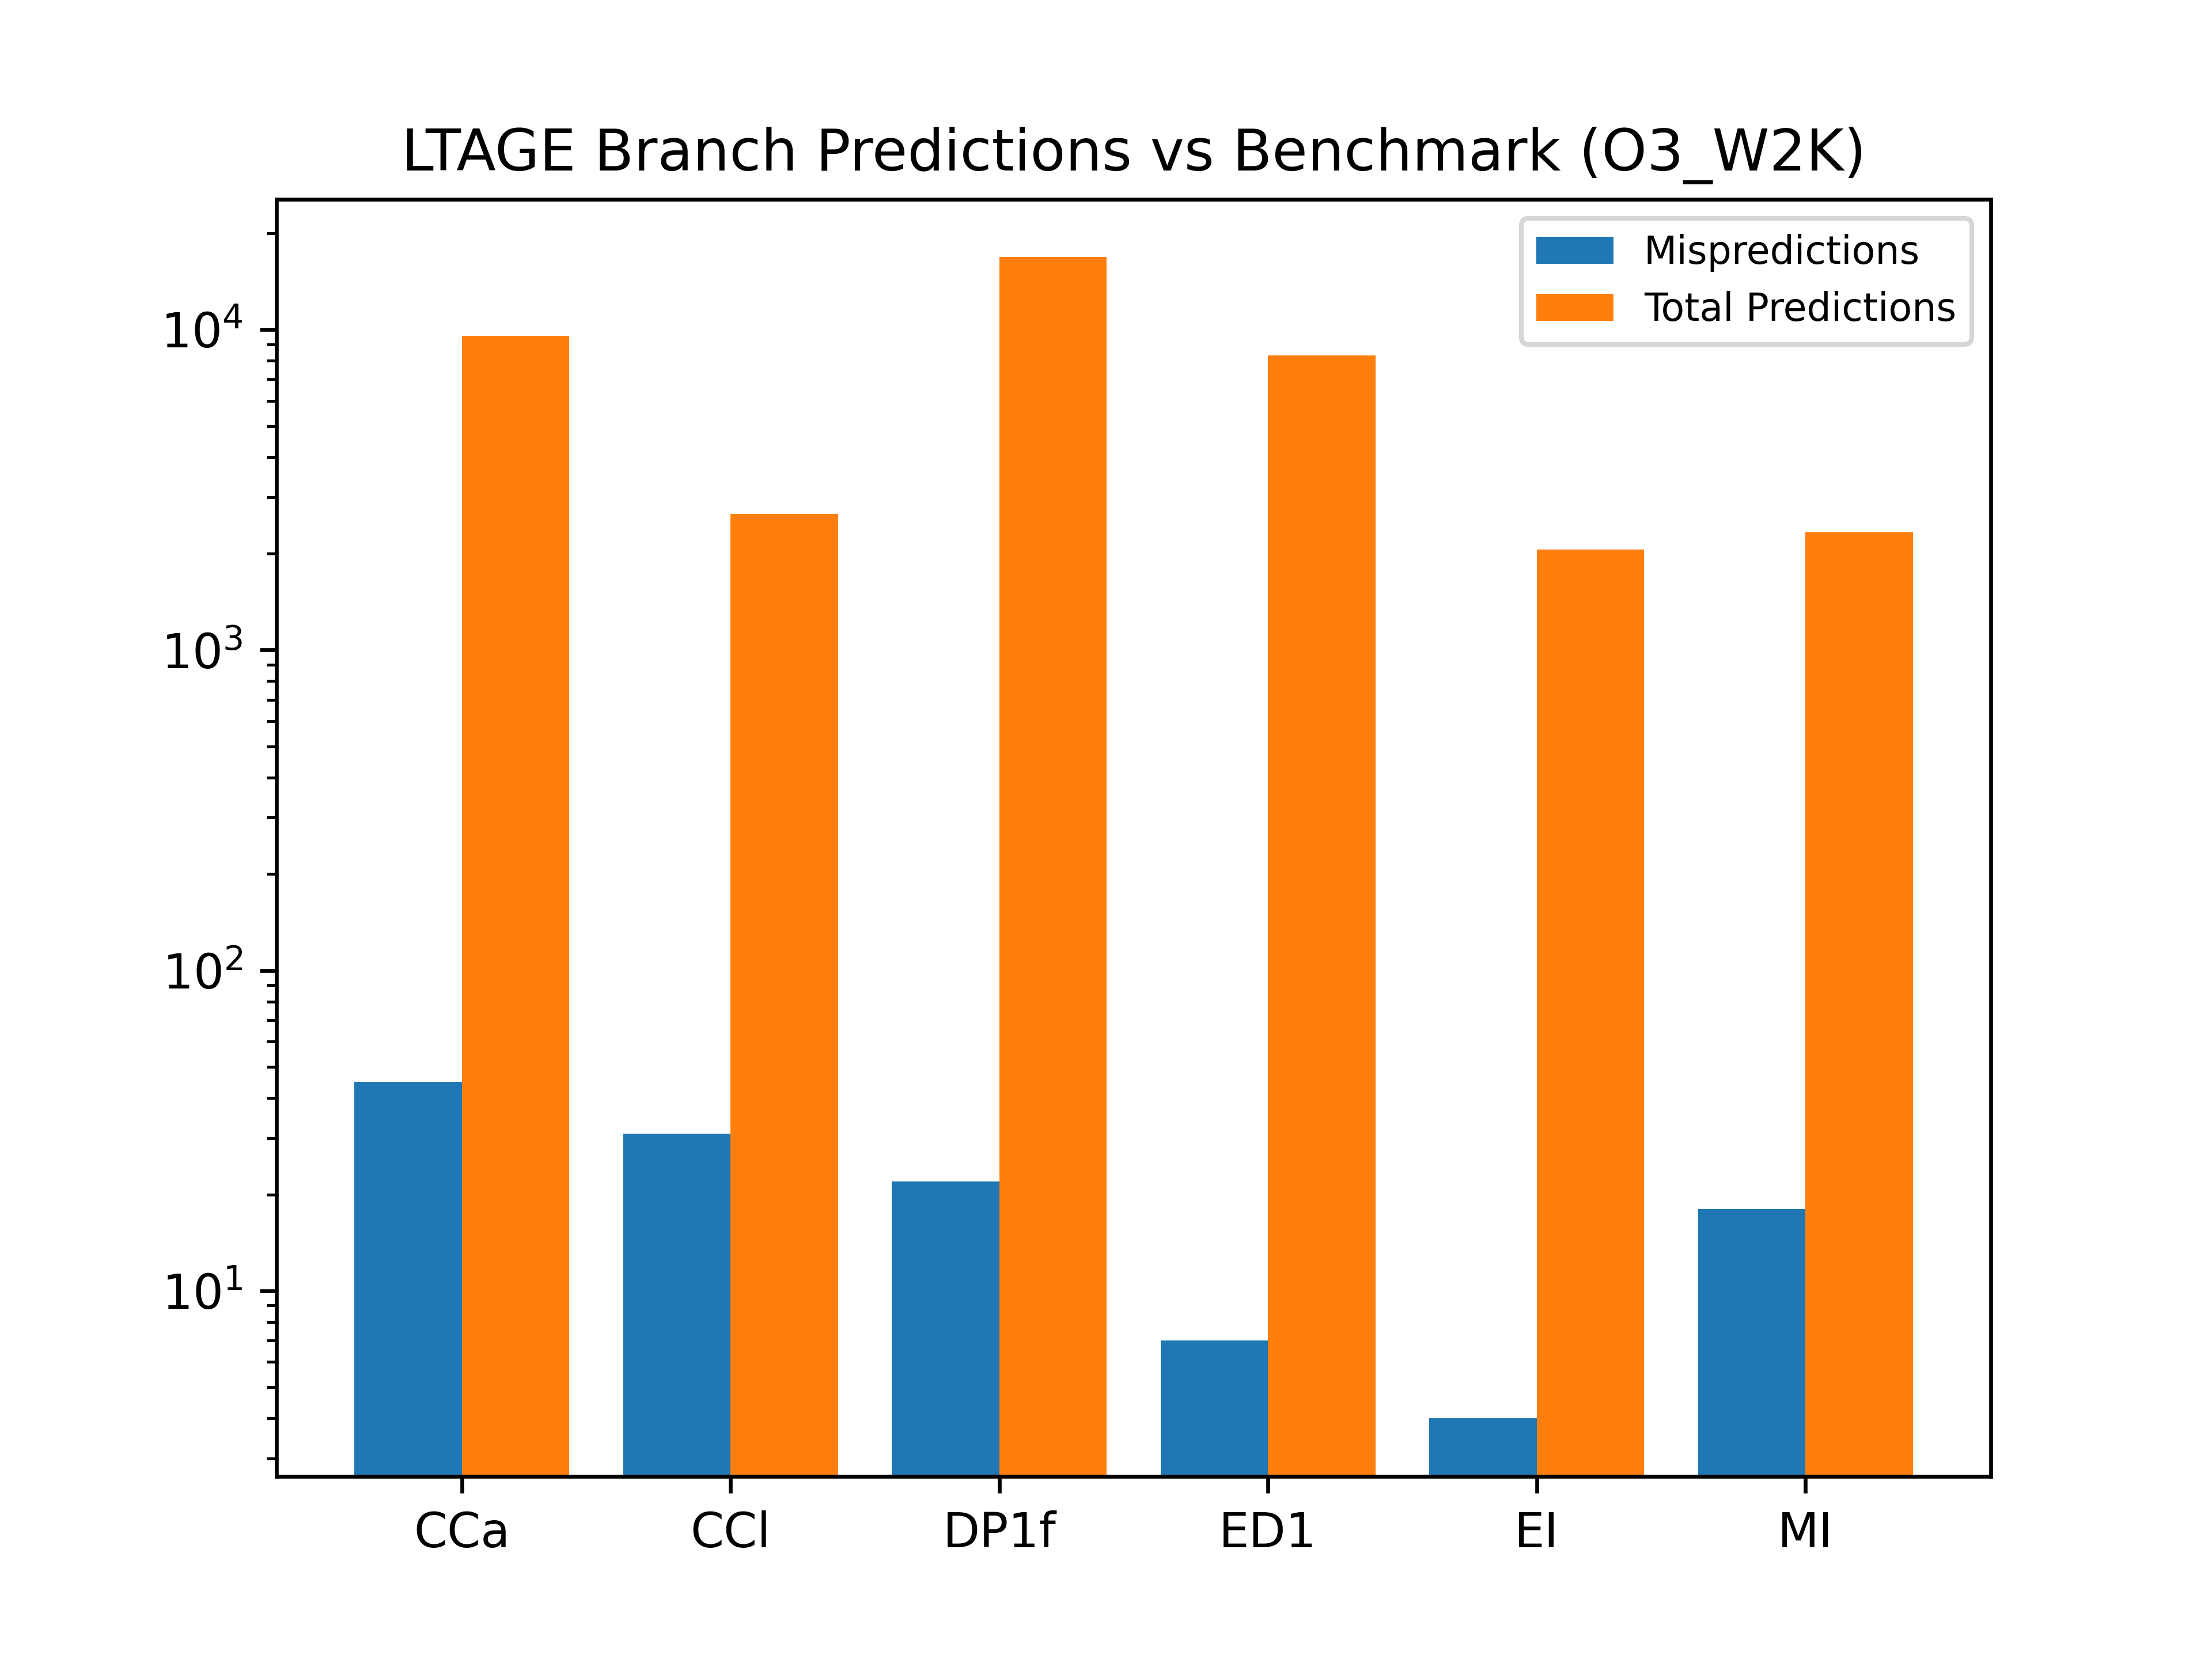 LTAGE Branch Predictions vs Benchmark (O3_W2K)
Mispredictions
Total Predictions
10⁴
10³
10²
10¹
CCa CCl DP1f ED1 EI MI